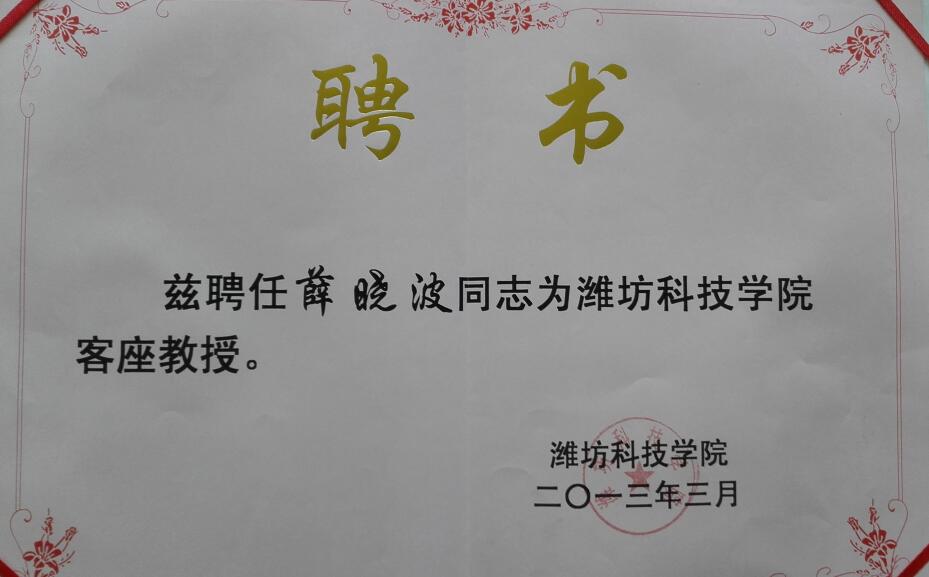 聘 书
兹聘任薛晓波同志为潍坊科技学院
客座教授。
潍坊科技学院
二〇一三年三月